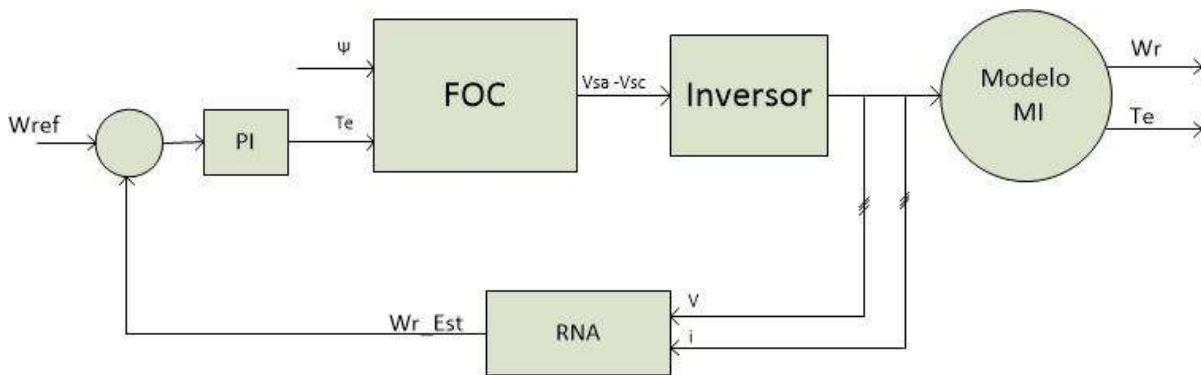 Wref
PI
ψ
Te
FOC
Vsa -Vsc
Inversor
Modelo
MI
Wr
Te
Wr_Est
RNA
V
i